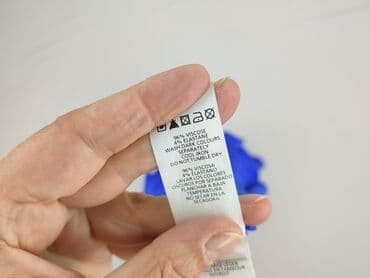 96% VISCOSE
4% ELASTANE
WASH DARK COLOURS
SEPARATELY
COOL IRON
DO NOT TUMBLE DRY
96% VISCOSA
4% ELASTANO
LAVAR LOS COLORES
OSCUROS POR SEPARADO
PLANCHAR A BAJA
TEMPERATURA
NO SECAR EN LA
SECADORA